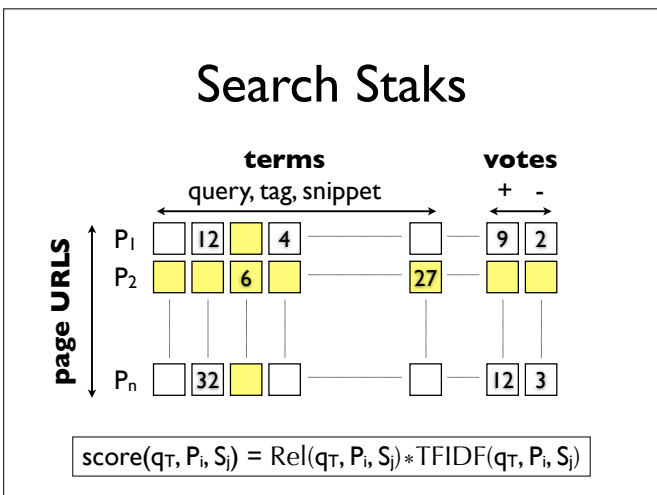 Search Staks
terms votes
query, tag, snippet + -
page URLS
P1 12 4 9 2
P2 6 27
Pn 32 12 3
score(qT, Pi, Sj) = Rel(qT, Pi, Sj)*TFIDF(qT, Pi, Sj)